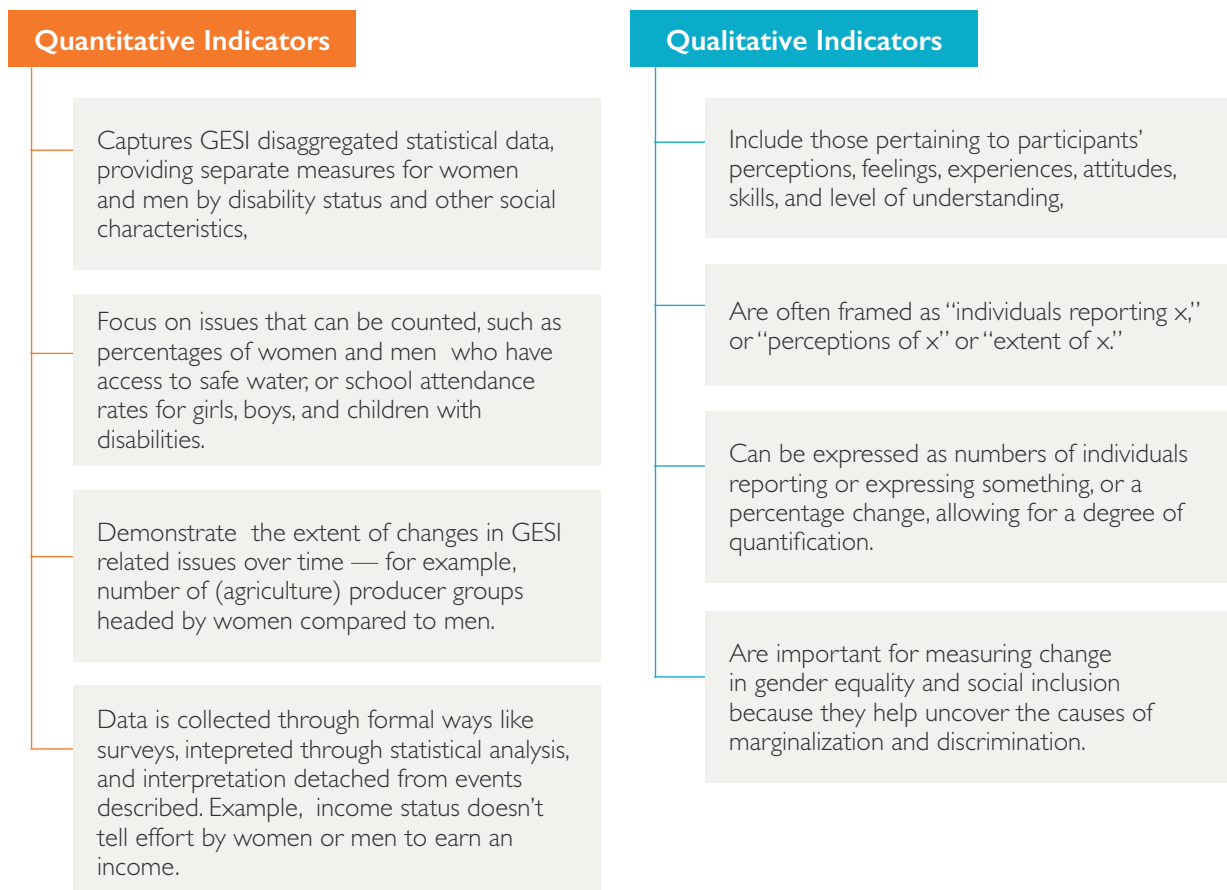 Quantitative Indicators
Captures GESI disaggregated statistical data,
providing separate measures for women
and men by disability status and other social
characteristics,
Focus on issues that can be counted, such as
percentages of women and men who have
access to safe water, or school attendance
rates for girls, boys, and children with
disabilities.
Demonstrate the extent of changes in GESI
related issues over time — for example,
number of (agriculture) producer groups
headed by women compared to men.
Data is collected through formal ways like
surveys, intepreted through statistical analysis,
and interpretation detached from events
described. Example, income status doesn’t
tell effort by women or men to earn an
income.
Qualitative Indicators
Include those pertaining to participants’
perceptions, feelings, experiences, attitudes,
skills, and level of understanding,
Are often framed as “individuals reporting x,”
or “perceptions of x” or “extent of x.”
Can be expressed as numbers of individuals
reporting or expressing something, or a
percentage change, allowing for a degree of
quantification.
Are important for measuring change
in gender equality and social inclusion
because they help uncover the causes of
marginalization and discrimination.